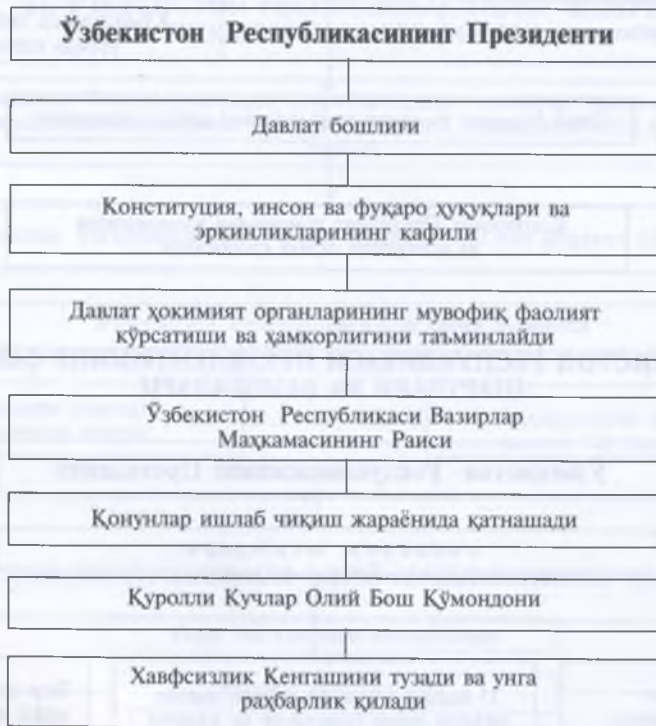 Ўзбекистон Республикасининг Президенти
Давлат бошлиғи
Конституция, инсон ва фуқаро ҳуқуқлари ва
эркинликларининг кафили
Давлат ҳокимият органларининг мувофиқ фаолият
кўрсатиши ва ҳамкорлигини таъминлайди
Ўзбекистон Республикаси Вазирлар
Маҳкамасининг Раиси
Қонунлар ишлаб чиқиш жараёнида қатнашади
Қуролли Кучлар Олий Бош Қўмондони
Хавфсизлик Кенгашини тузади ва унга
раҳбарлик қилади